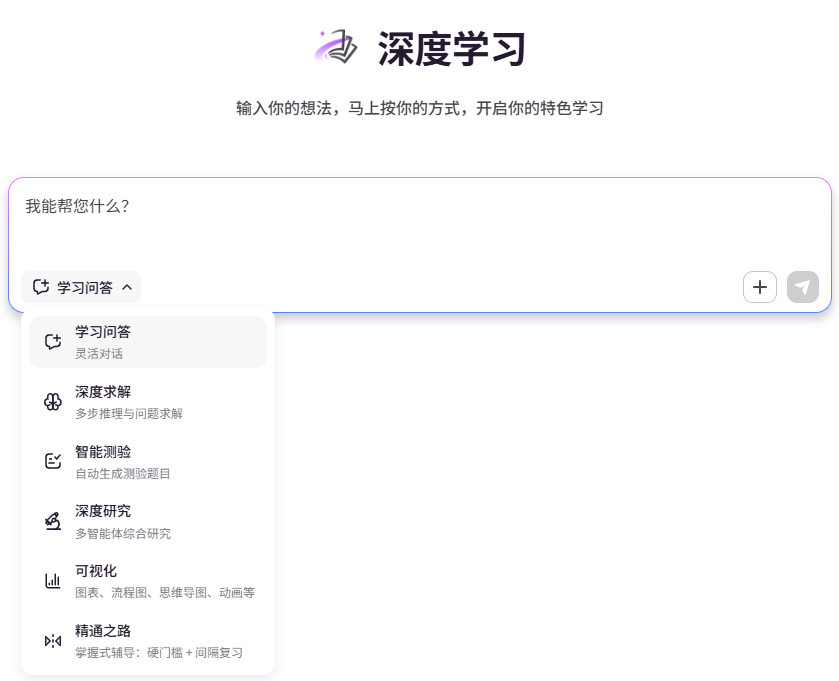 深度学习
输入你的想法，马上按你的方式，开启你的特色学习
我能帮您什么？
学习问答
学习问答
灵活对话
深度求解
多步推理与问题求解
智能测验
自动生成测验题目
深度研究
多智能体综合研究
可视化
图表、流程图、思维导图、动画等
精通之路
掌握式辅导：硬门槛 + 间隔复习